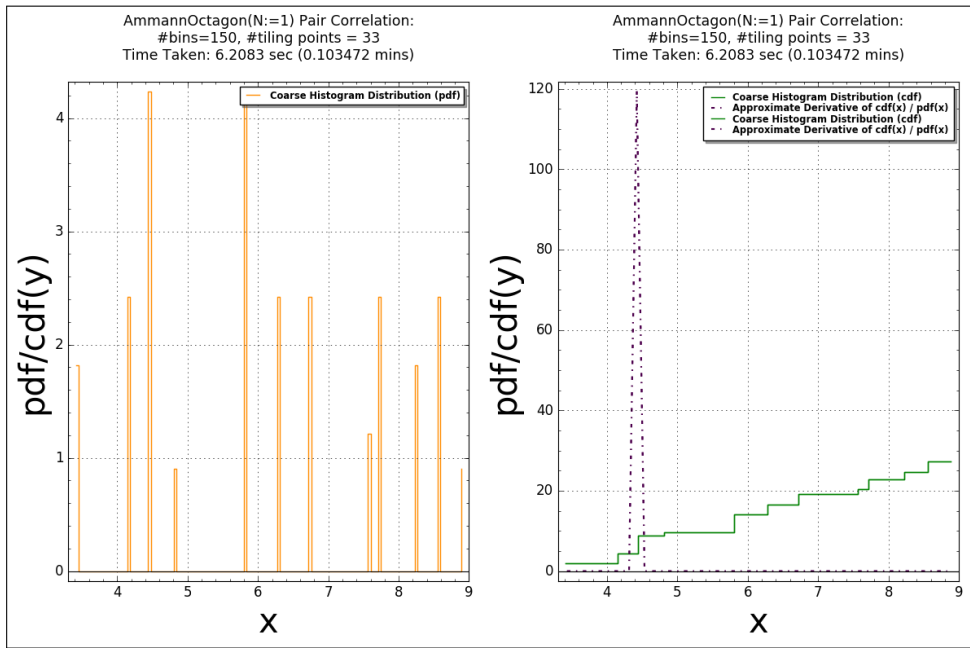 AmmannOctagon(N:=1) Pair Correlation:
#bins=150, #tiling points = 33
Time Taken: 6.2083 sec (0.103472 mins)
Coarse Histogram Distribution (pdf)
pdf/cdf(y)
4
3
2
1
0
4
5
6
7
8
9
x
AmmannOctagon(N:=1) Pair Correlation:
#bins=150, #tiling points = 33
Time Taken: 6.2083 sec (0.103472 mins)
Coarse Histogram Distribution (cdf)
Approximate Derivative of cdf(x) / pdf(x)
Coarse Histogram Distribution (cdf)
Approximate Derivative of cdf(x) / pdf(x)
pdf/cdf(y)
120
100
80
60
40
20
0
4
5
6
7
8
9
x